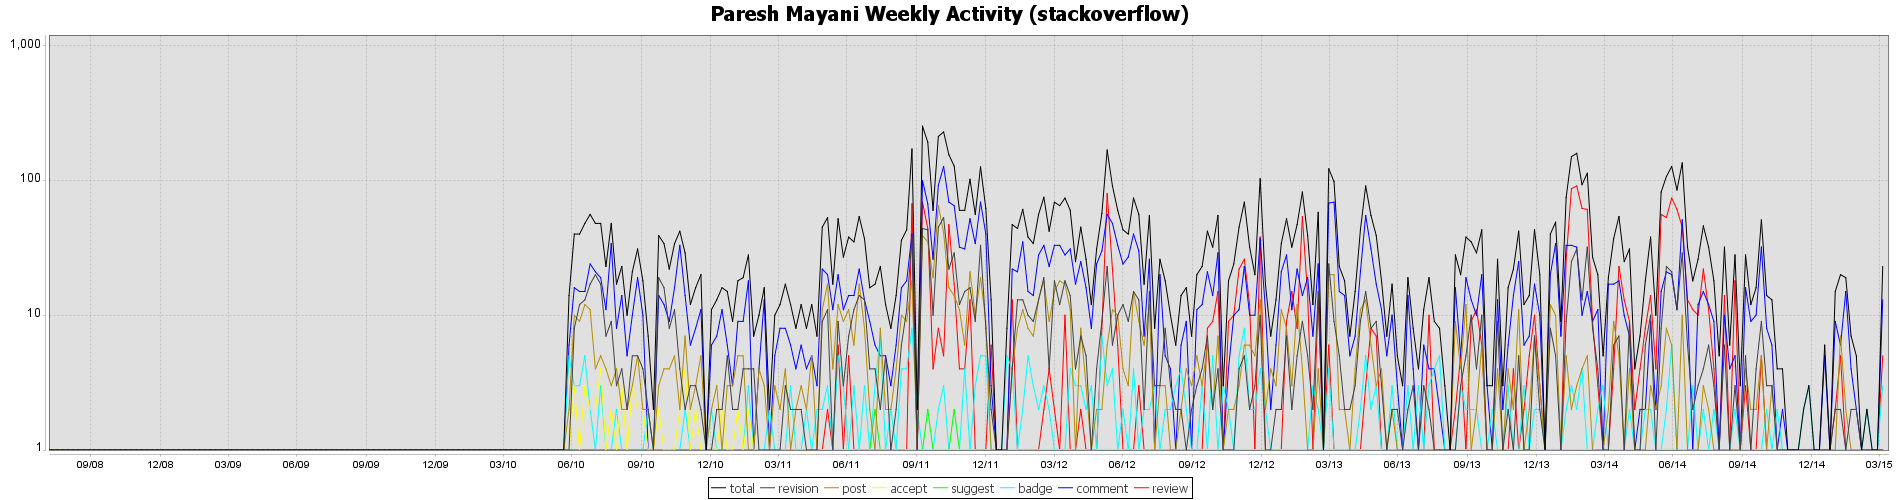 Paresh Mayani Weekly Activity (stackoverflow)
1,000
100
10
1
09/08 12/08 03/09 06/09 09/09 12/09 03/10 06/10 09/10 12/10 03/11 06/11 09/11 12/11 03/12 06/12 09/12 12/12 03/13 06/13 09/13 12/13 03/14 06/14 09/14 12/14 03/15
total revision post accept suggest badge comment review